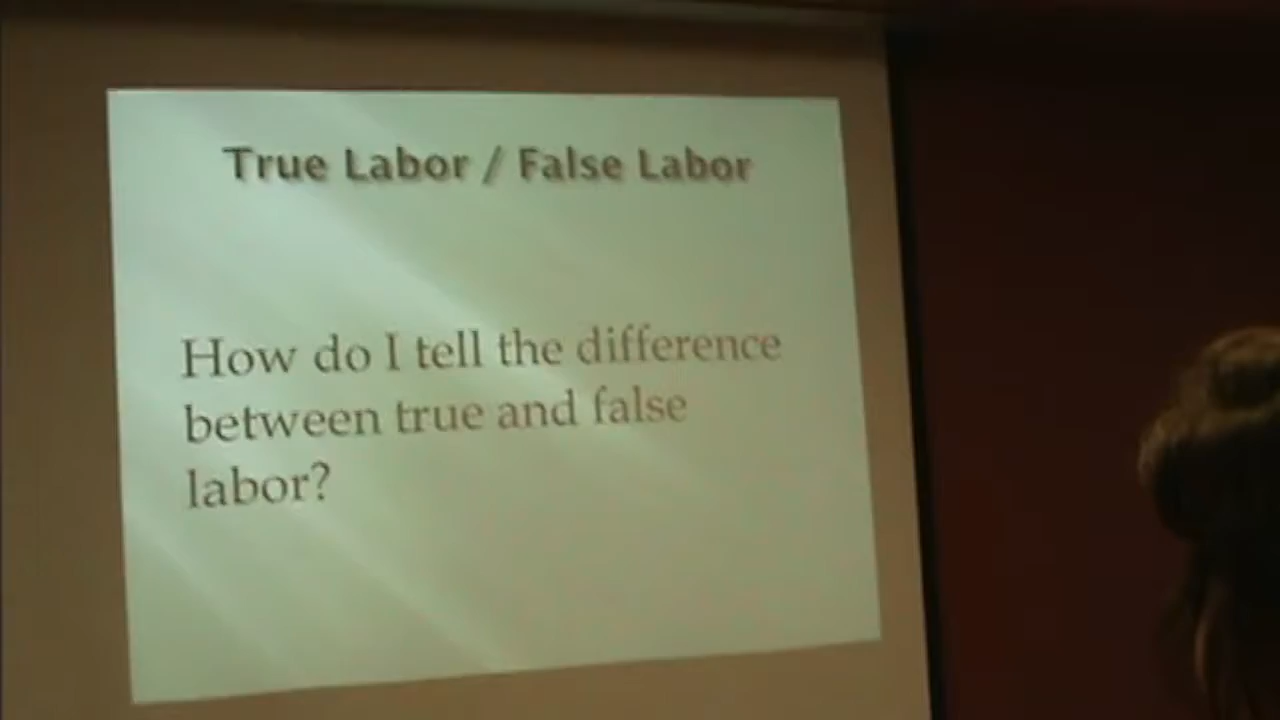 True Labor / False Labor
How do I tell the difference
between true and false
labor?